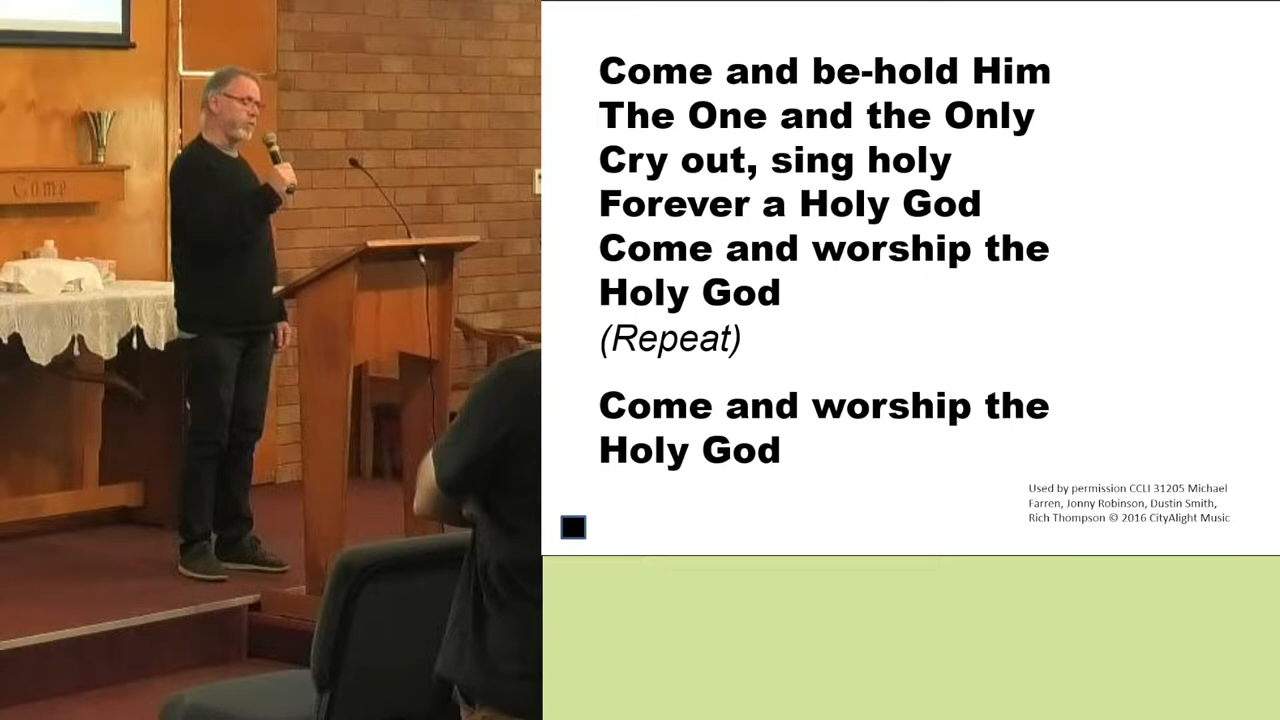 Come
Come and be-hold Him
The One and the Only
Cry out, sing holy
Forever a Holy God
Come and worship the
Holy God
(Repeat)
Come and worship the
Holy God
Used by permission CCLI 31205 Michael
Farren, Jonny Robinson, Dustin Smith,
Rich Thompson © 2016 CityAlight Music